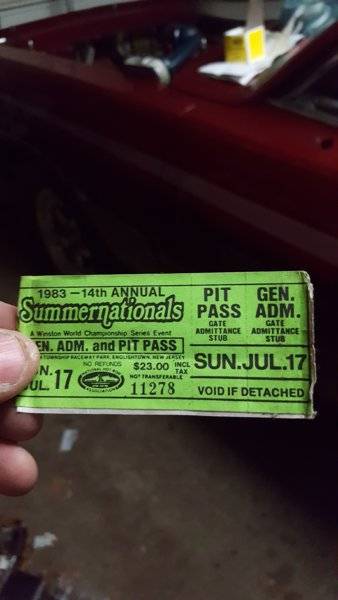 1983 – 14th ANNUAL
Summernationals
A Winston World Championship Series Event
EN. ADM. and PIT PASS
TOWNSHIP RACEWAY PARK, ENGLISHTOWN, NEW JERSEY
N.
UL. 17
NO REFUNDS
$23.00 INCL TAX
NOT TRANSFERABLE
11278
PIT
PASS
GATE
ADMITTANCE
STUB
GEN.
ADM.
GATE
ADMITTANCE
STUB
SUN. JUL. 17
VOID IF DETACHED